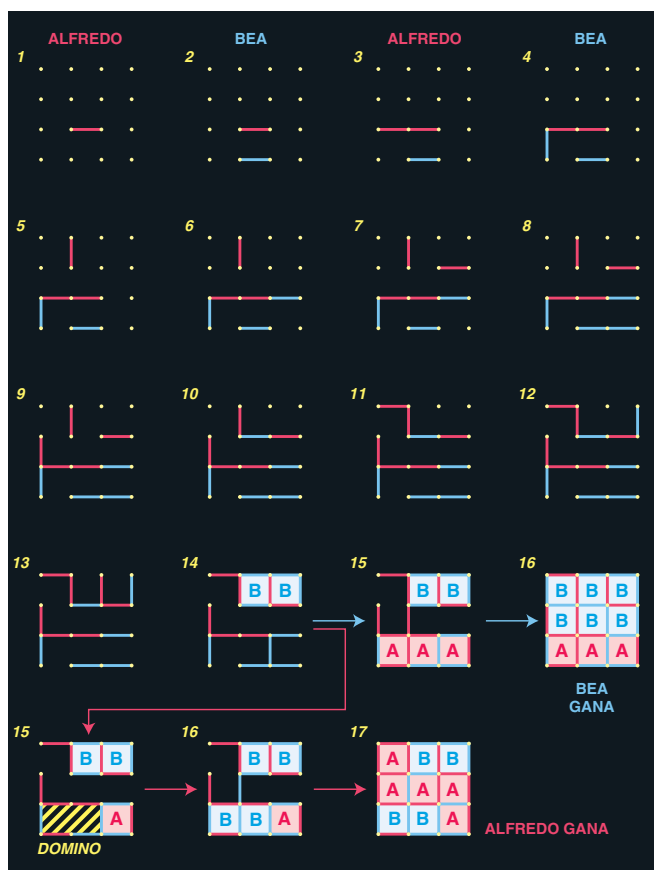 ALFREDO BEA ALFREDO BEA
1 2 3 4
5 6 7 8
9 10 11 12
13 14 15 16
B B B B B B B
B B B
A A A A A A
BEA
GANA
15 16 17
B B B B A B B
A A A
A B B A B B A
ALFREDO GANA
DOMINO